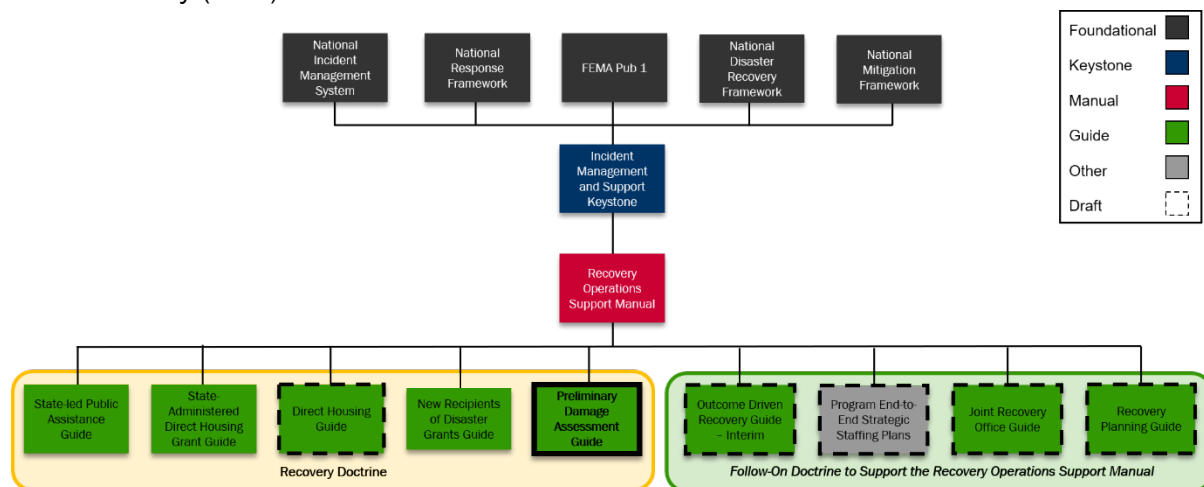 National
Incident
Management
System
National
Response
Framework
FEMA Pub 1
National
Disaster
Recovery
Framework
National
Mitigation
Framework
Foundational
Keystone
Manual
Guide
Other
Draft
Incident
Management
and Support
Keystone
Recovery
Operations
Support Manual
State-led Public
Assistance
Guide
State-
Administered
Direct Housing
Grant Guide
Direct Housing
Guide
New Recipients
of Disaster
Grants Guide
Preliminary
Damage
Assessment
Guide
Recovery Doctrine
Outcome Driven
Recovery Guide
– Interim
Program End-to-
End Strategic
Staffing Plans
Joint Recovery
Office Guide
Recovery
Planning Guide
Follow-On Doctrine to Support the Recovery Operations Support Manual